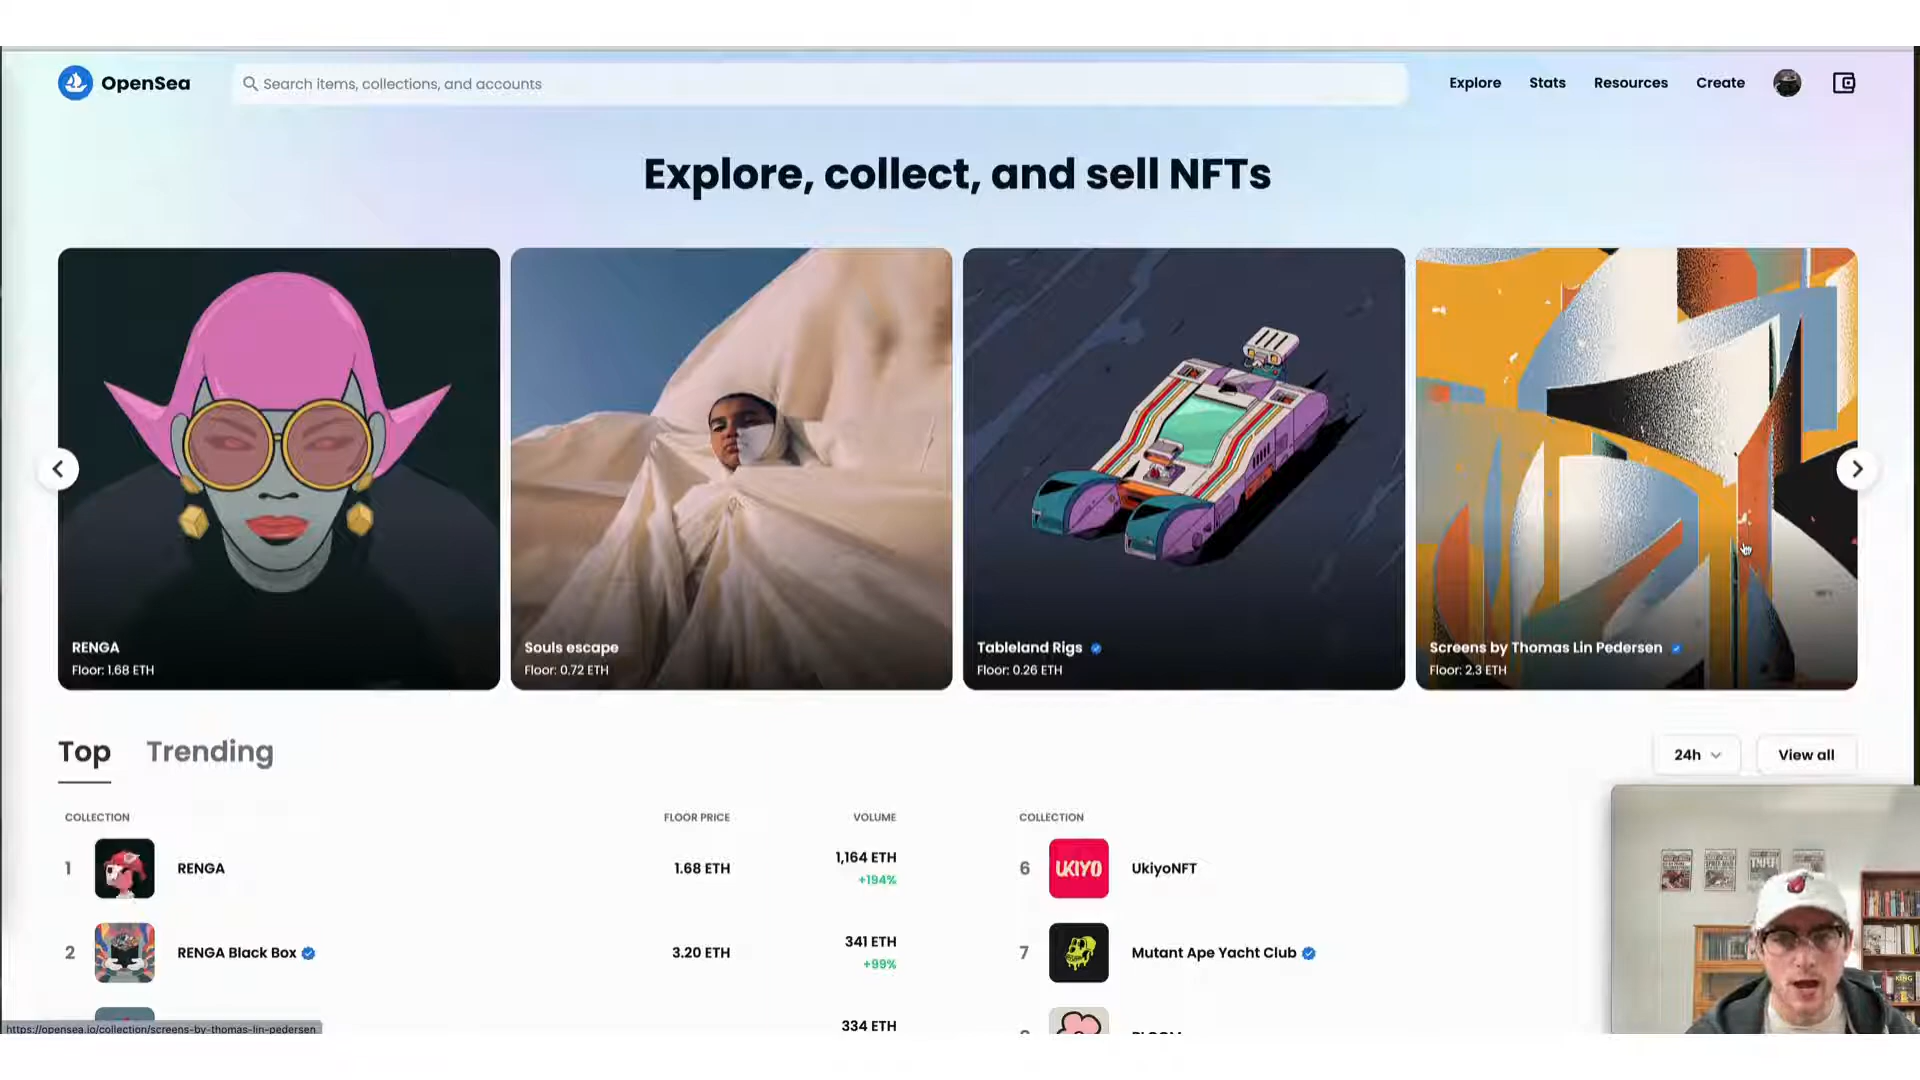 OpenSea
Search items, collections, and accounts
Explore
Stats
Resources
Create
Explore, collect, and sell NFTs
RENGA
Floor: 1.68 ETH
Souls escape
Floor: 0.72 ETH
Tableland Rigs
Floor: 0.26 ETH
Screens by Thomas Lin Pedersen
Floor: 2.3 ETH
Top
Trending
24h
View all
COLLECTION
FLOOR PRICE
VOLUME
COLLECTION
1
RENGA
1.68 ETH
1,164 ETH
+194%
6
UKIYO
UkiyoNFT
2
RENGA Black Box
3.20 ETH
341 ETH
+99%
7
Mutant Ape Yacht Club
334 ETH
https://opensea.io/collection/screens-by-thomas-lin-pedersen
KING